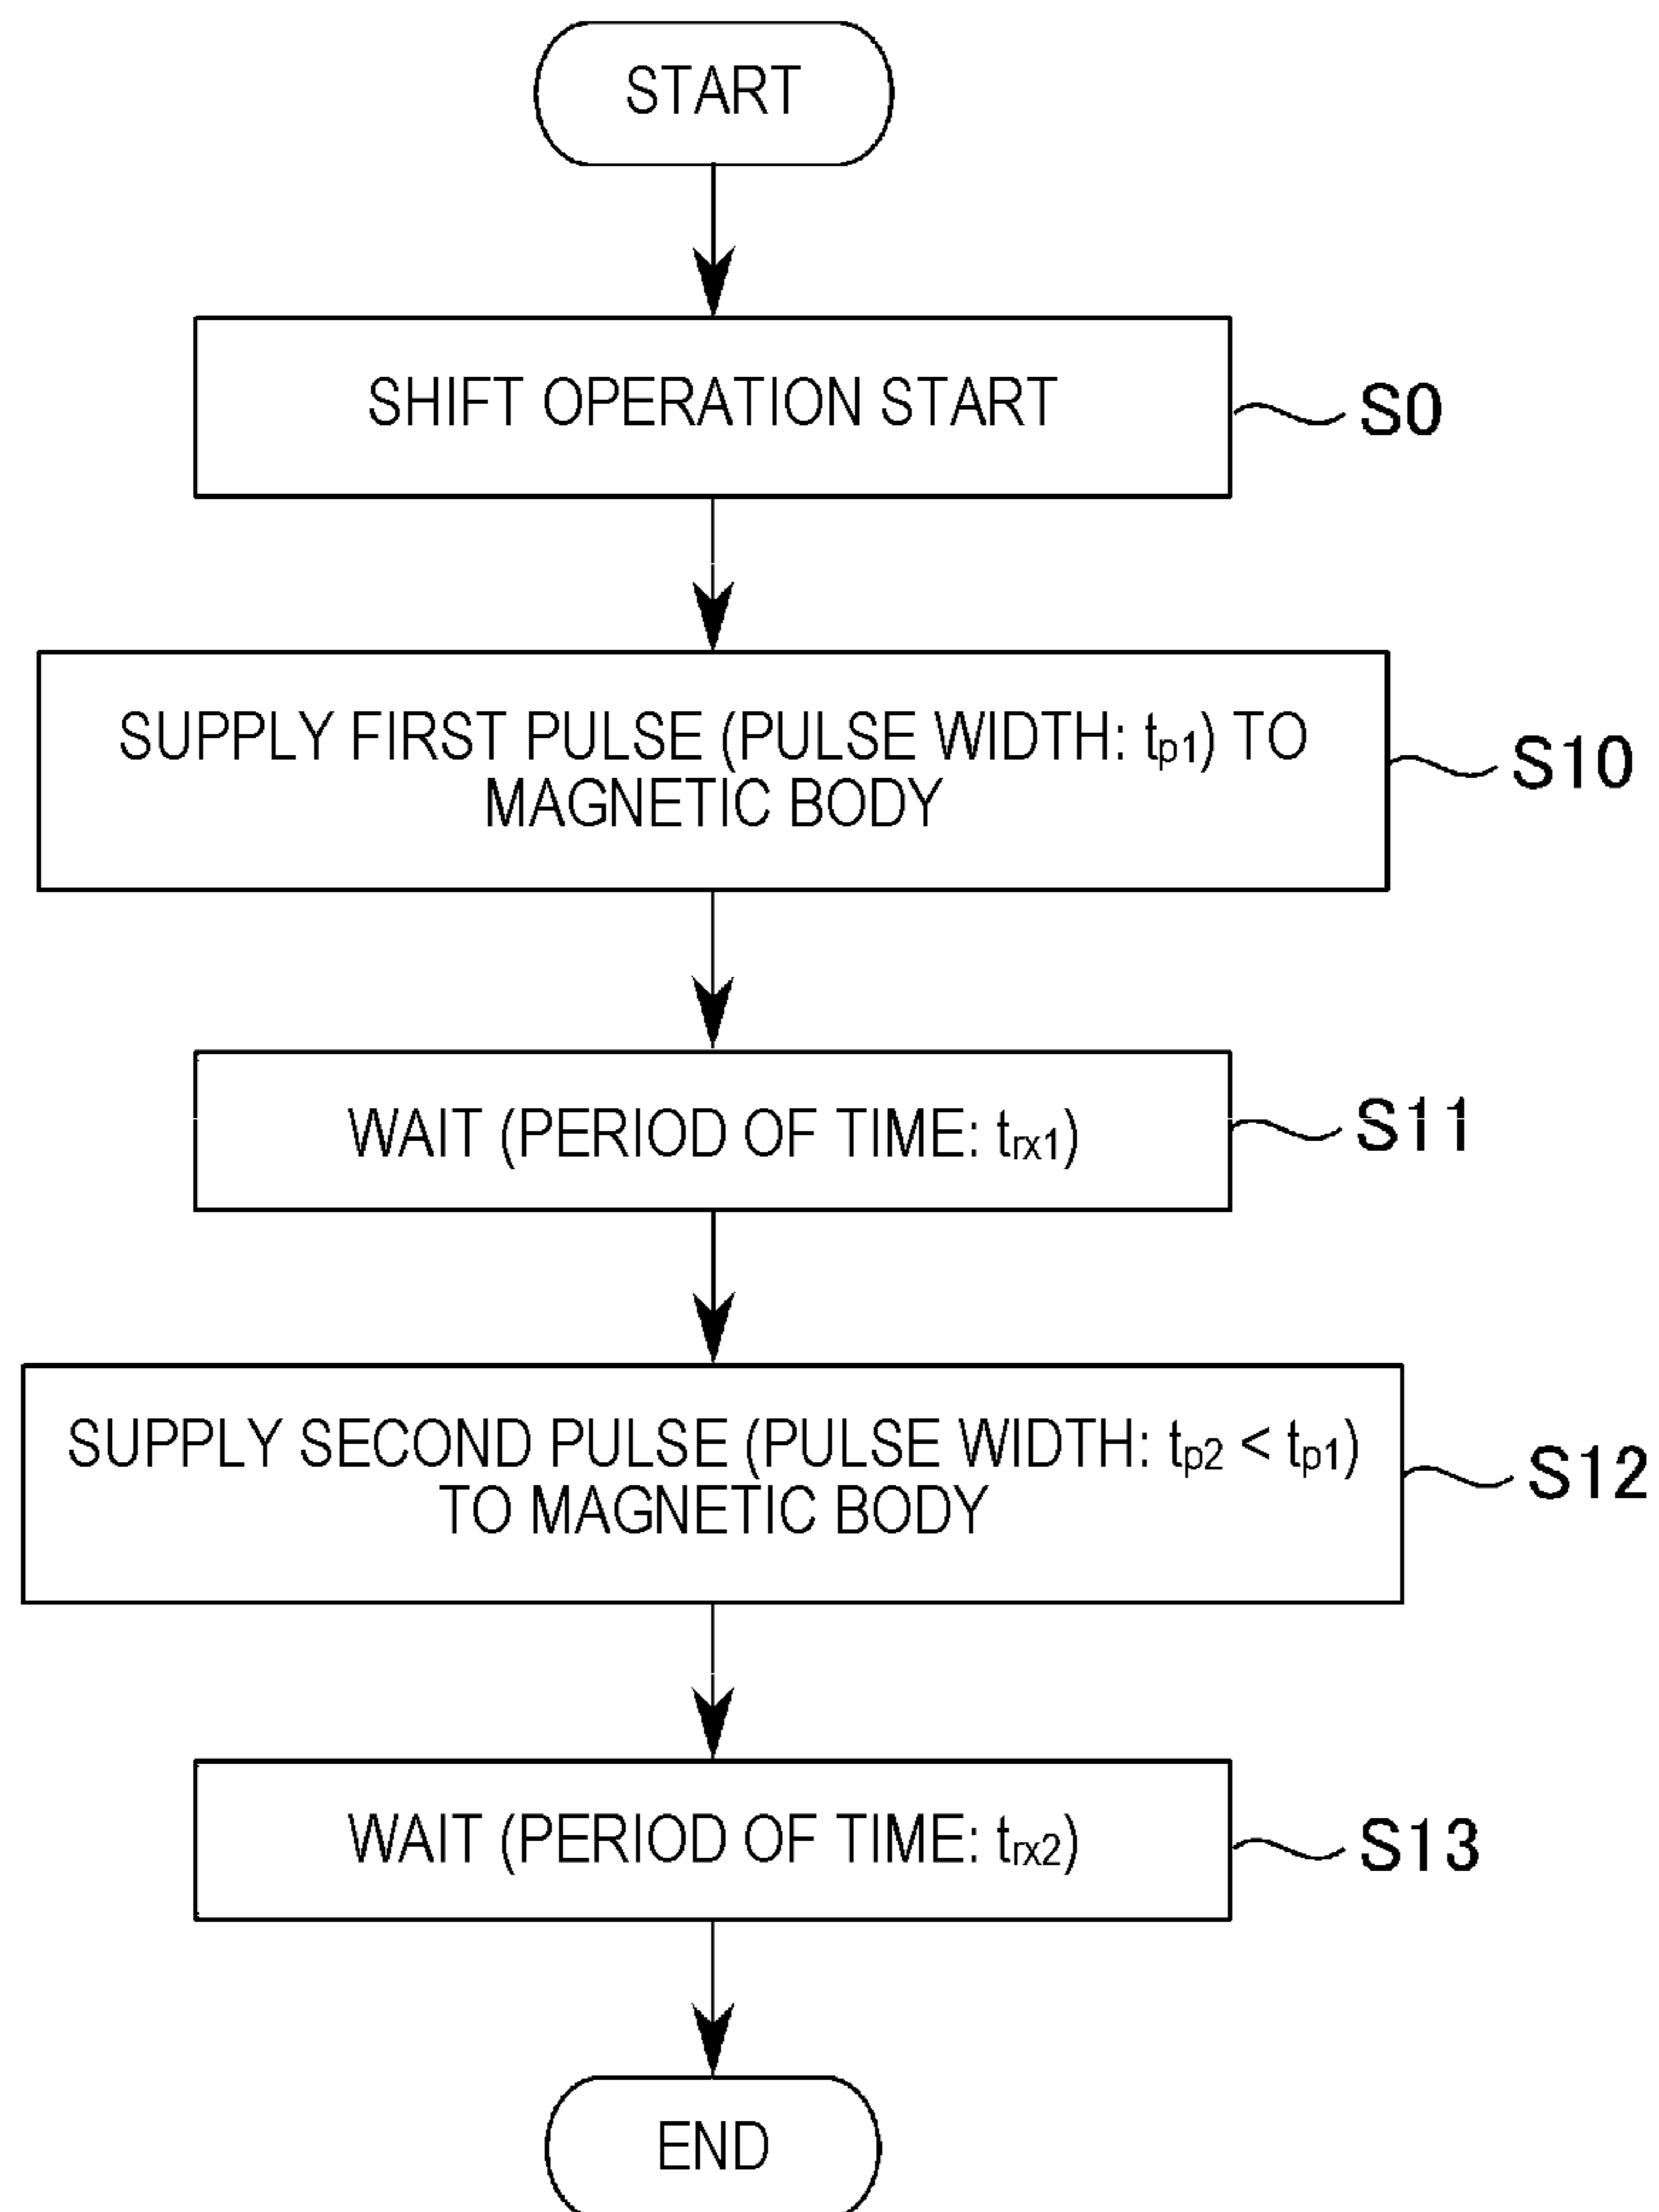 START
SHIFT OPERATION START
S0
SUPPLY FIRST PULSE (PULSE WIDTH: tp1) TO
MAGNETIC BODY
S10
WAIT (PERIOD OF TIME: trx1)
S11
SUPPLY SECOND PULSE (PULSE WIDTH: tp2 < tp1)
TO MAGNETIC BODY
S12
WAIT (PERIOD OF TIME: trx2)
S13
END